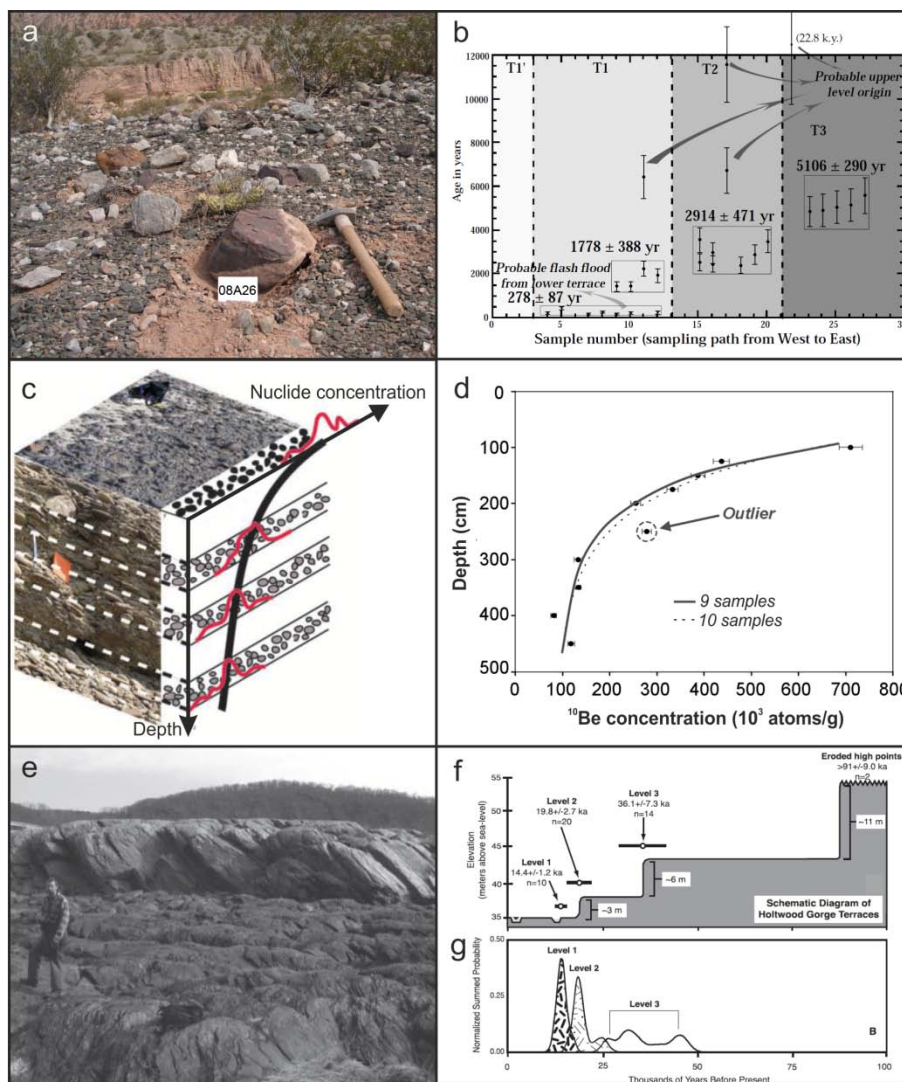 a
08A26
b
(22.8 k.y.)
12000
T1'
T1
T2
Probable upper
level origin
10000
T3
Age in years
8000
5106 ± 290 yr
6000
2914 ± 471 yr
4000
1778 ± 388 yr
Probable flash flood
from lower terrace
2000
278 ± 87 yr
0
0 5 10 15 20 25 30
Sample number (sampling path from West to East)
c
Nuclide concentration
Depth
d
0
100
200
300
400
500
Depth (cm)
Outlier
9 samples
10 samples
0 100 200 300 400 500 600 700 800
¹⁰Be concentration (10³ atoms/g)
e
f
Eroded high points
>91+/-9.0 ka
n=2
55
50
45
40
35
Elevation
(meters above sea-level)
Level 3
36.1+/-7.3 ka
n=14
Level 2
19.8+/-2.7 ka
n=20
Level 1
14.4+/-1.2 ka
n=10
~11 m
~6 m
~3 m
Schematic Diagram of
Holtwood Gorge Terraces
g
0.50
0.25
0.00
Normalized Summed Probability
Level 1
Level 2
Level 3
B
0 25 50 75 100
Thousands of Years Before Present